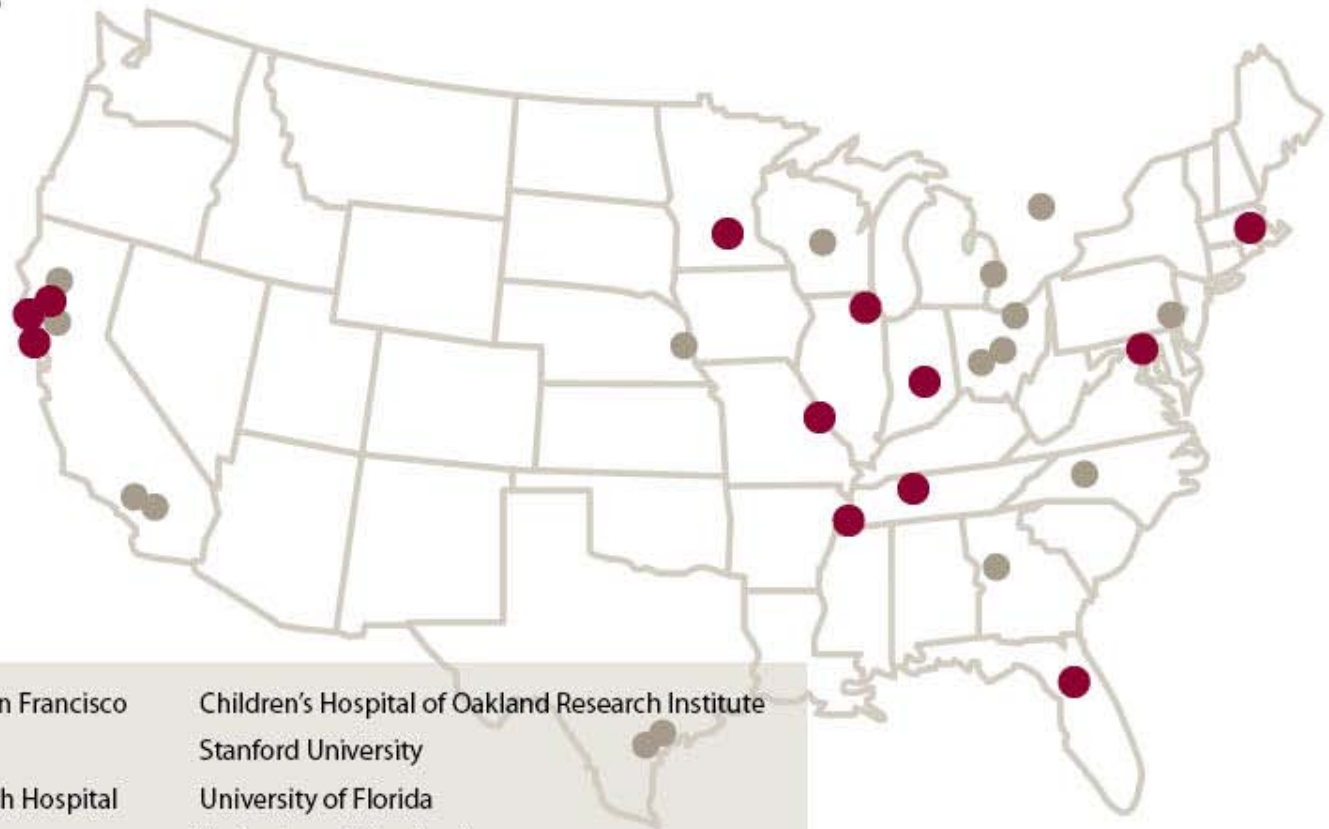 n Francisco
Children's Hospital of Oakland Research Institute
Stanford University
h Hospital
University of Florida